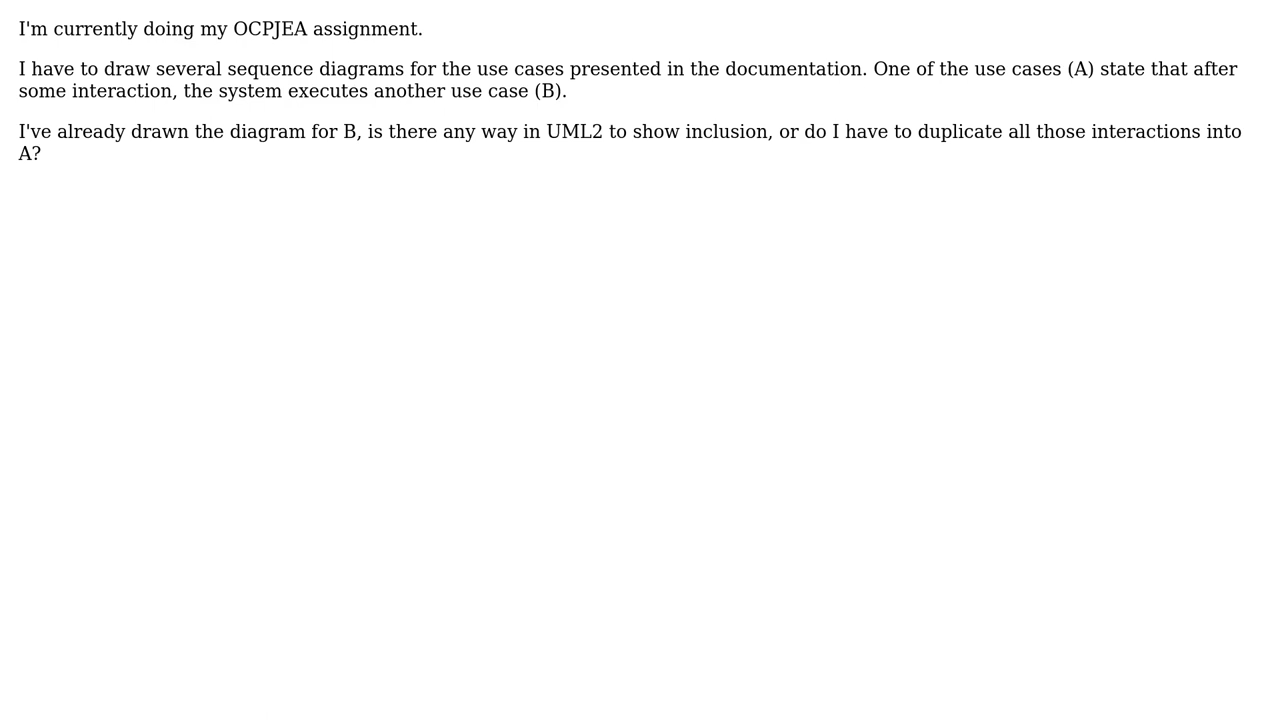 I'm currently doing my OCPJEA assignment.
I have to draw several sequence diagrams for the use cases presented in the documentation. One of the use cases (A) state that after
some interaction, the system executes another use case (B).
I've already drawn the diagram for B, is there any way in UML2 to show inclusion, or do I have to duplicate all those interactions into
A?